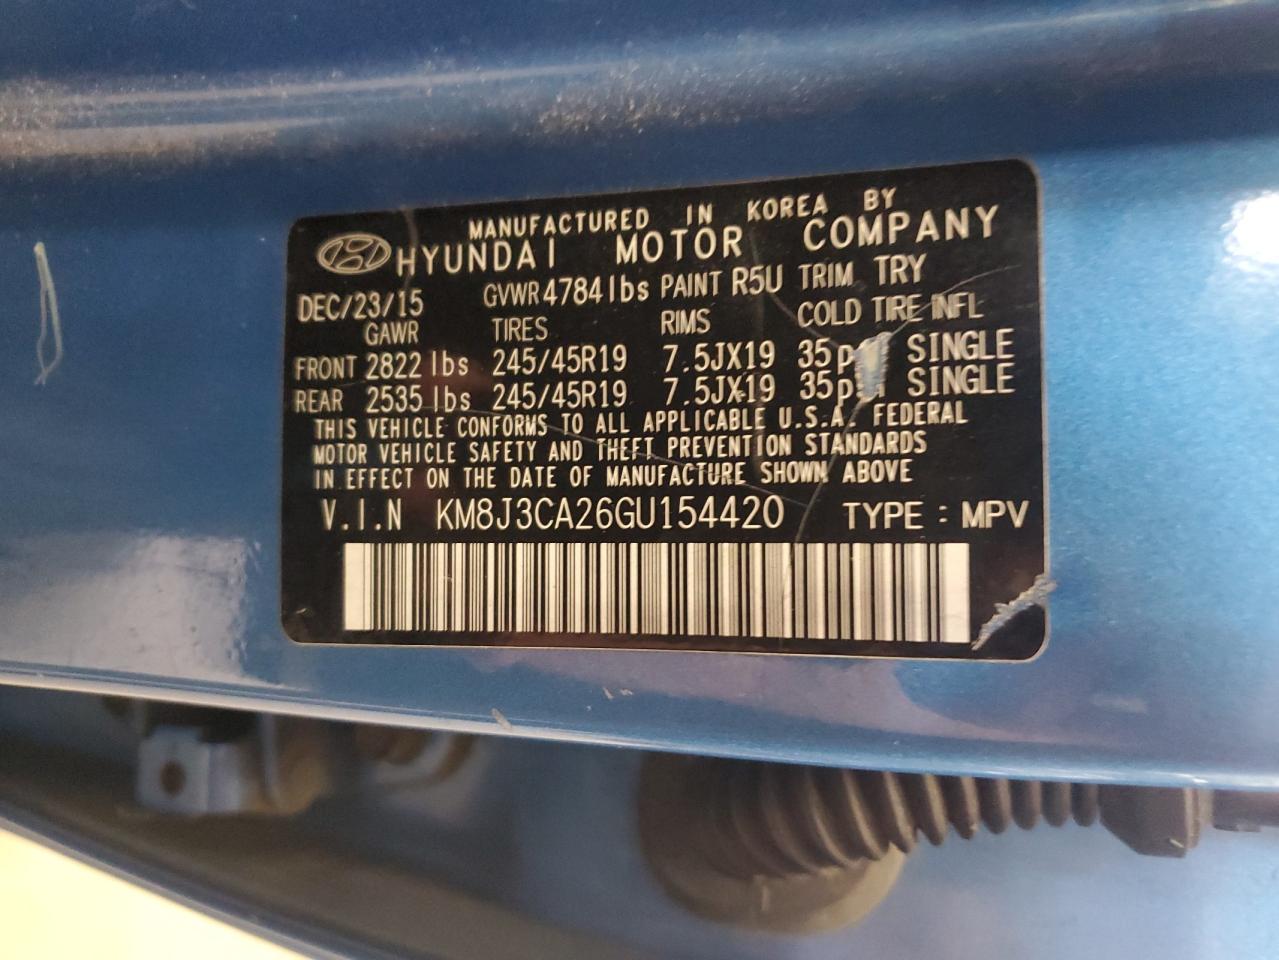 MANUFACTURED IN KOREA BY
HYUNDAI MOTOR COMPANY
DEC/23/15 GVWR 4784 lbs PAINT R5U TRIM TRY
GAWR TIRES RIMS COLD TIRE INFL
FRONT 2822 lbs 245/45R19 7.5JX19 35psi SINGLE
REAR 2535 lbs 245/45R19 7.5JX19 35psi SINGLE
THIS VEHICLE CONFORMS TO ALL APPLICABLE U.S.A. FEDERAL
MOTOR VEHICLE SAFETY AND THEFT PREVENTION STANDARDS
IN EFFECT ON THE DATE OF MANUFACTURE SHOWN ABOVE
V.I.N KM8J3CA26GU154420 TYPE : MPV